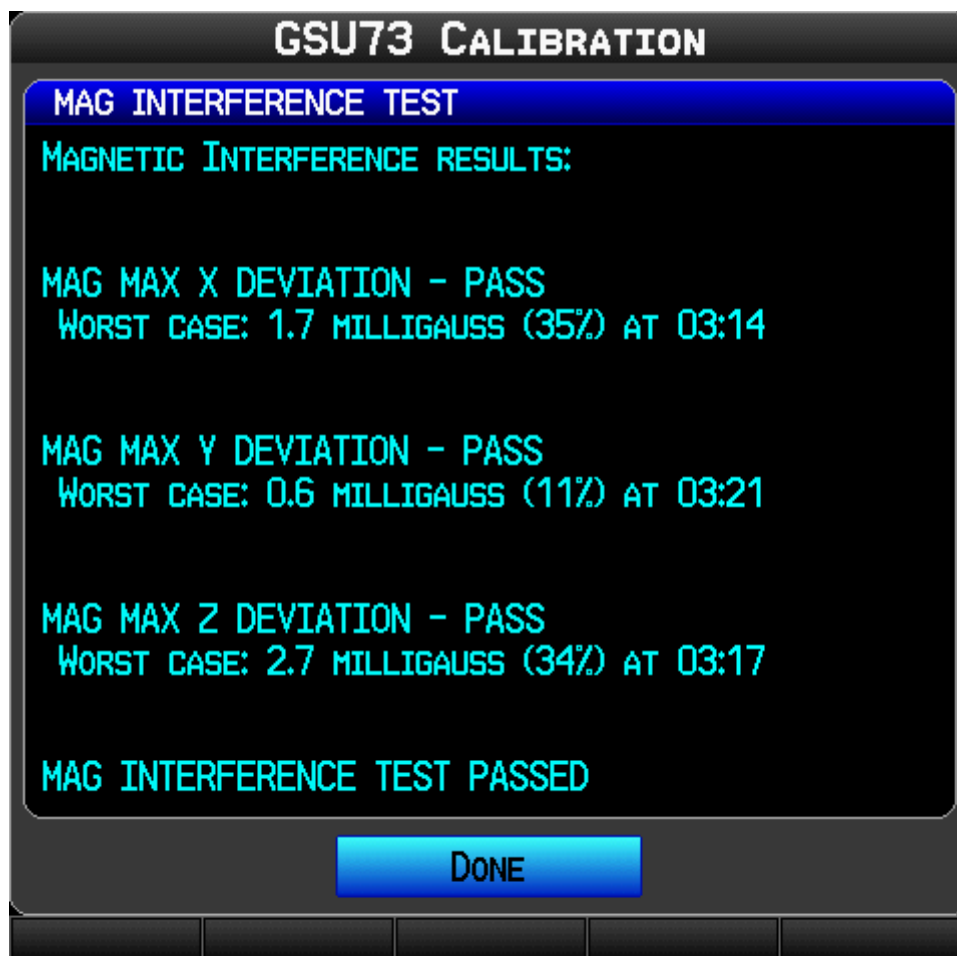 GSU73 Calibration
MAG INTERFERENCE TEST
Magnetic Interference results:
MAG MAX X DEVIATION - PASS
Worst case: 1.7 milligauss (35%) at 03:14
MAG MAX Y DEVIATION - PASS
Worst case: 0.6 milligauss (11%) at 03:21
MAG MAX Z DEVIATION - PASS
Worst case: 2.7 milligauss (34%) at 03:17
MAG INTERFERENCE TEST PASSED
Done